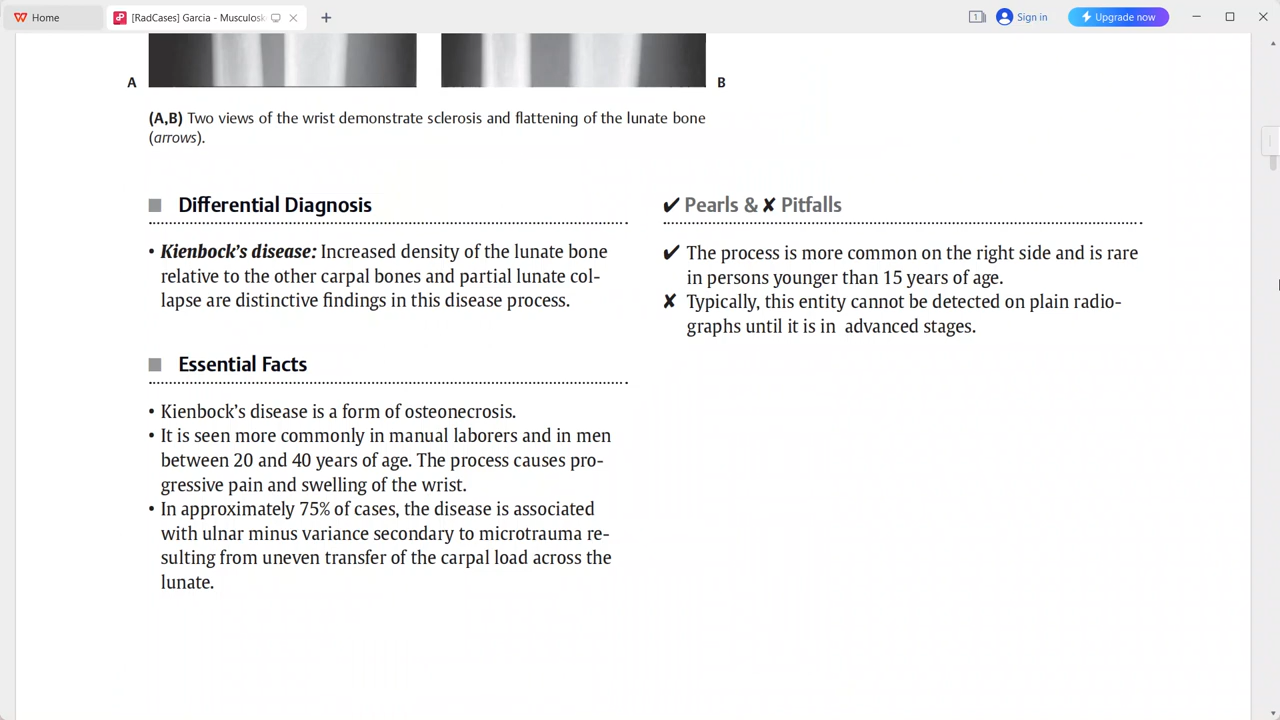 Home
[RadCases] Garcia - Musculosk
1
Sign in
Upgrade now
A
B
(A,B) Two views of the wrist demonstrate sclerosis and flattening of the lunate bone
(arrows).
Differential Diagnosis
• Kienbock's disease: Increased density of the lunate bone
relative to the other carpal bones and partial lunate col-
lapse are distinctive findings in this disease process.
Essential Facts
• Kienbock's disease is a form of osteonecrosis.
• It is seen more commonly in manual laborers and in men
between 20 and 40 years of age. The process causes pro-
gressive pain and swelling of the wrist.
• In approximately 75% of cases, the disease is associated
with ulnar minus variance secondary to microtrauma re-
sulting from uneven transfer of the carpal load across the
lunate.
✔ Pearls & ✘ Pitfalls
✔ The process is more common on the right side and is rare
in persons younger than 15 years of age.
✘ Typically, this entity cannot be detected on plain radio-
graphs until it is in advanced stages.